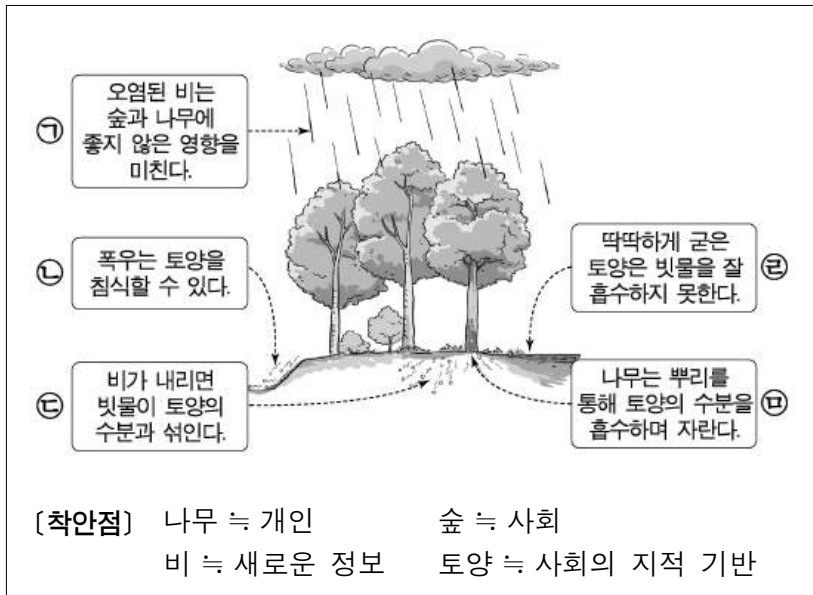 ㉠ 오염된 비는
숲과 나무에
좋지 않은 영향을
미친다.
㉡ 폭우는 토양을
침식할 수 있다.
㉢ 비가 내리면
빗물이 토양의
수분과 섞인다.
딱딱하게 굳은
토양은 빗물을 잘 ㉣
흡수하지 못한다.
나무는 뿌리를
통해 토양의 수분을 ㉤
흡수하며 자란다.
〔착안점〕 나무 ≒ 개인 숲 ≒ 사회
비 ≒ 새로운 정보 토양 ≒ 사회의 지적 기반